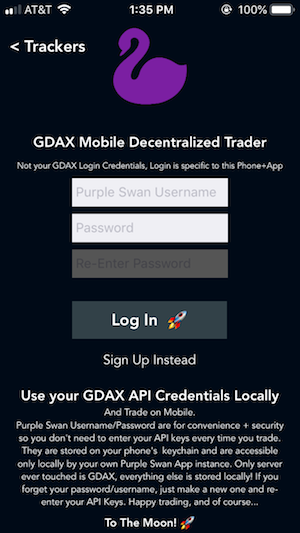 AT&T 1:35 PM 100%
< Trackers
GDAX Mobile Decentralized Trader
Not your GDAX Login Credentials, Login is specific to this Phone+App
Purple Swan Username
Password
Re-Enter Password
Log In 🚀
Sign Up Instead
Use your GDAX API Credentials Locally
And Trade on Mobile.
Purple Swan Username/Password are for convenience + security
so you don't need to enter your API keys every time you trade.
They are stored on your phone's keychain and are accessible
only locally by your own Purple Swan App instance. Only server
ever touched is GDAX, everything else is stored locally! If you
forget your password/username, just make a new one and re-
enter your API Keys. Happy trading, and of course...
To The Moon! 🚀